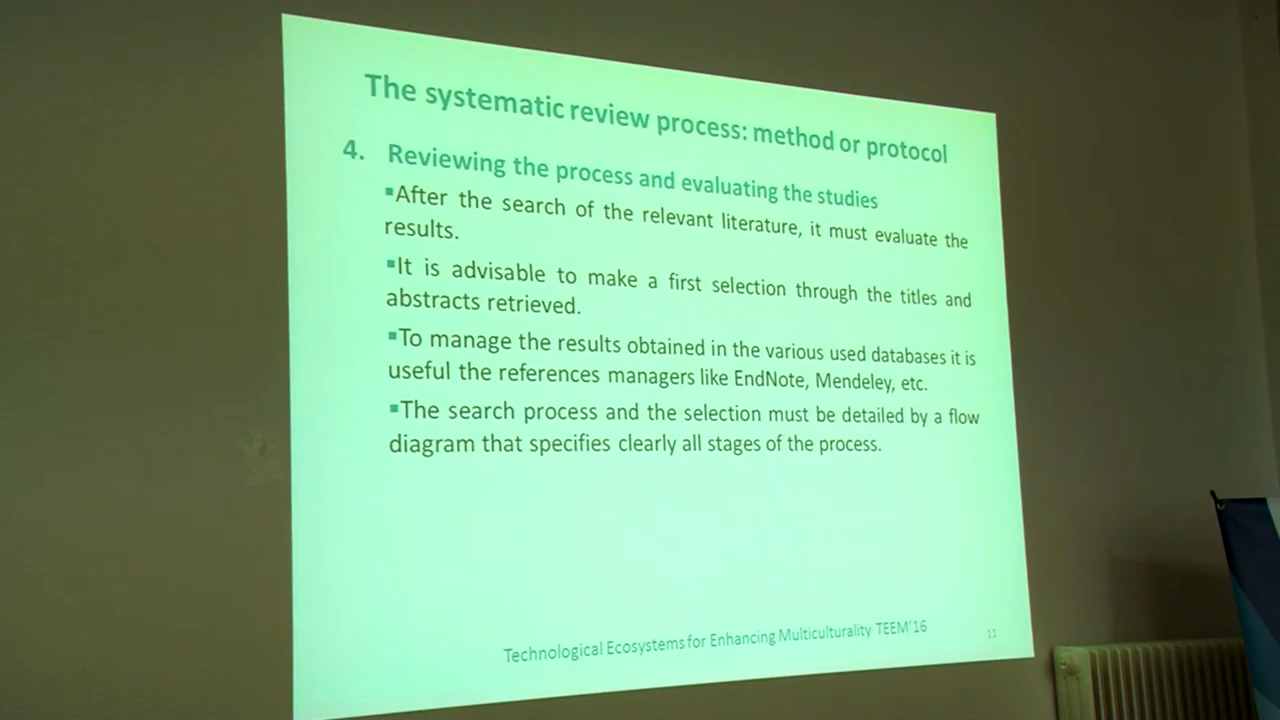 The systematic review process: method or protocol
4. Reviewing the process and evaluating the studies
▪After the search of the relevant literature, it must evaluate the
results.
▪It is advisable to make a first selection through the titles and
abstracts retrieved.
▪To manage the results obtained in the various used databases it is
useful the references managers like EndNote, Mendeley, etc.
▪The search process and the selection must be detailed by a flow
diagram that specifies clearly all stages of the process.
Technological Ecosystems for Enhancing Multiculturality TEEM'16
11